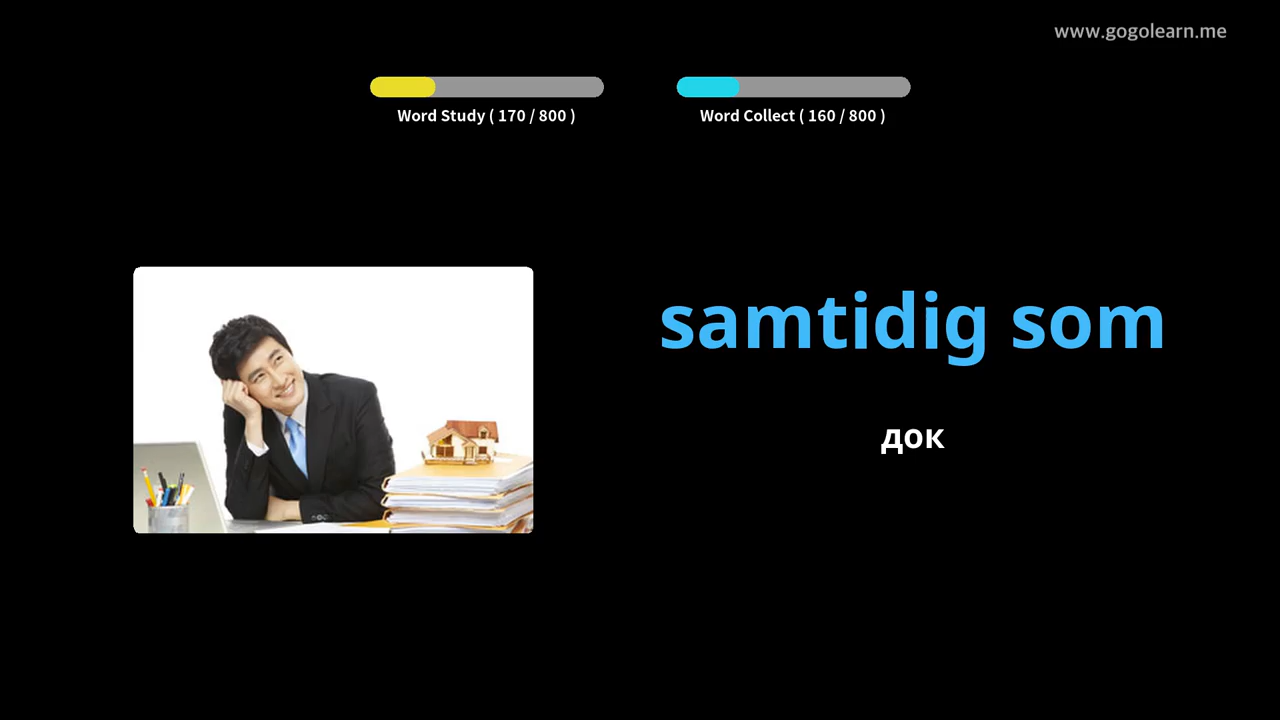 www.gogolearn.me
Word Study ( 170 / 800 )
Word Collect ( 160 / 800 )
samtidig som
док